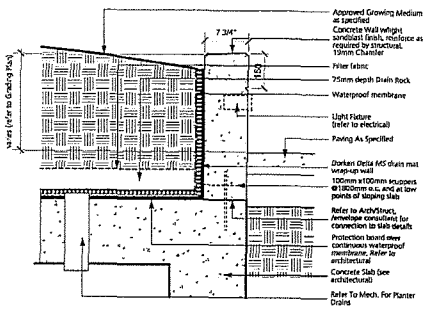 7 3/4"
150
varies (refer to Grading Plan)
Approved Growing Medium
as specified
Concrete Wall w/light
sandblast finish, reinforce as
required by structural,
19mm Chamfer
Filter fabric
75mm depth Drain Rock
Waterproof membrane
Light Fixture
(refer to electrical)
Paving As Specified
Dorken Delta MS drain mat
wrap-up wall
100mm x100mm scuppers
@1800mm o.c, and at low
points of sloping slab
Refer to Arch/Struct,
/envelope consultant for
connection to slab details
Protection board over
continuous waterproof
membrane. Refer to
architectural
Concrete Slab (see
architectural)
Refer To Mech. For Planter
Drains